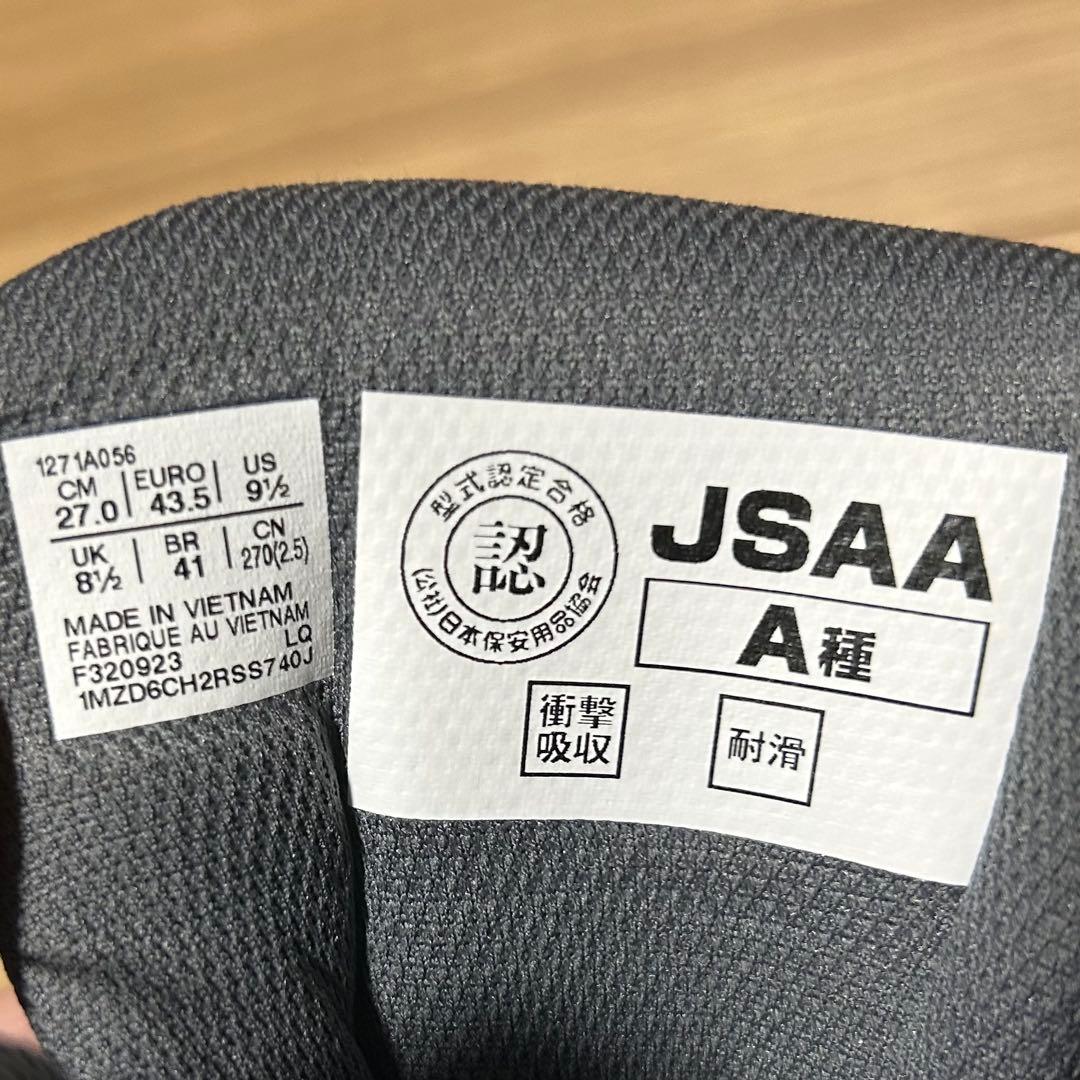 1271A056
CM 27.0 | EURO 43.5 | US 9½
UK 8½ | BR 41 | CN 270(2.5)
MADE IN VIETNAM
FABRIQUE AU VIETNAM
LQ
F320923
1MZD6CH2RSS740J
型式認定合格
認
(公社)日本保安用品協会
JSAA
A種
衝撃
吸収
耐滑